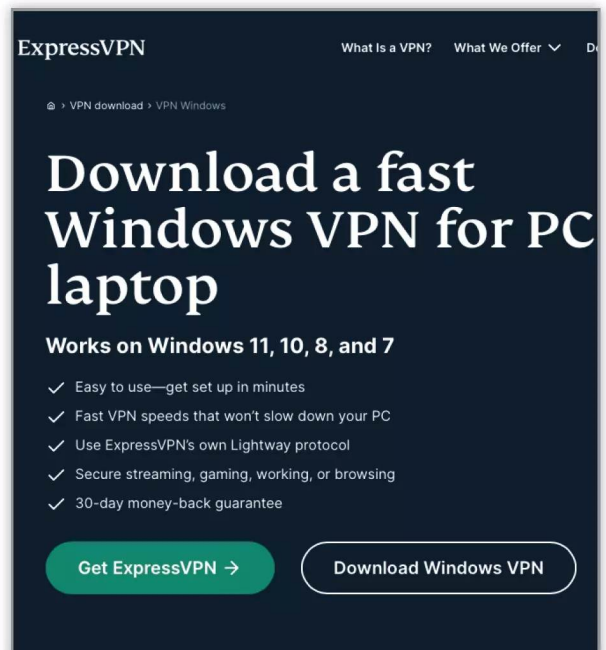 ExpressVPN
What Is a VPN? What We Offer
VPN download › VPN Windows
Download a fast
Windows VPN for PC
laptop
Works on Windows 11, 10, 8, and 7
Easy to use—get set up in minutes
Fast VPN speeds that won’t slow down your PC
Use ExpressVPN’s own Lightway protocol
Secure streaming, gaming, working, or browsing
30-day money-back guarantee
Get ExpressVPN →
Download Windows VPN